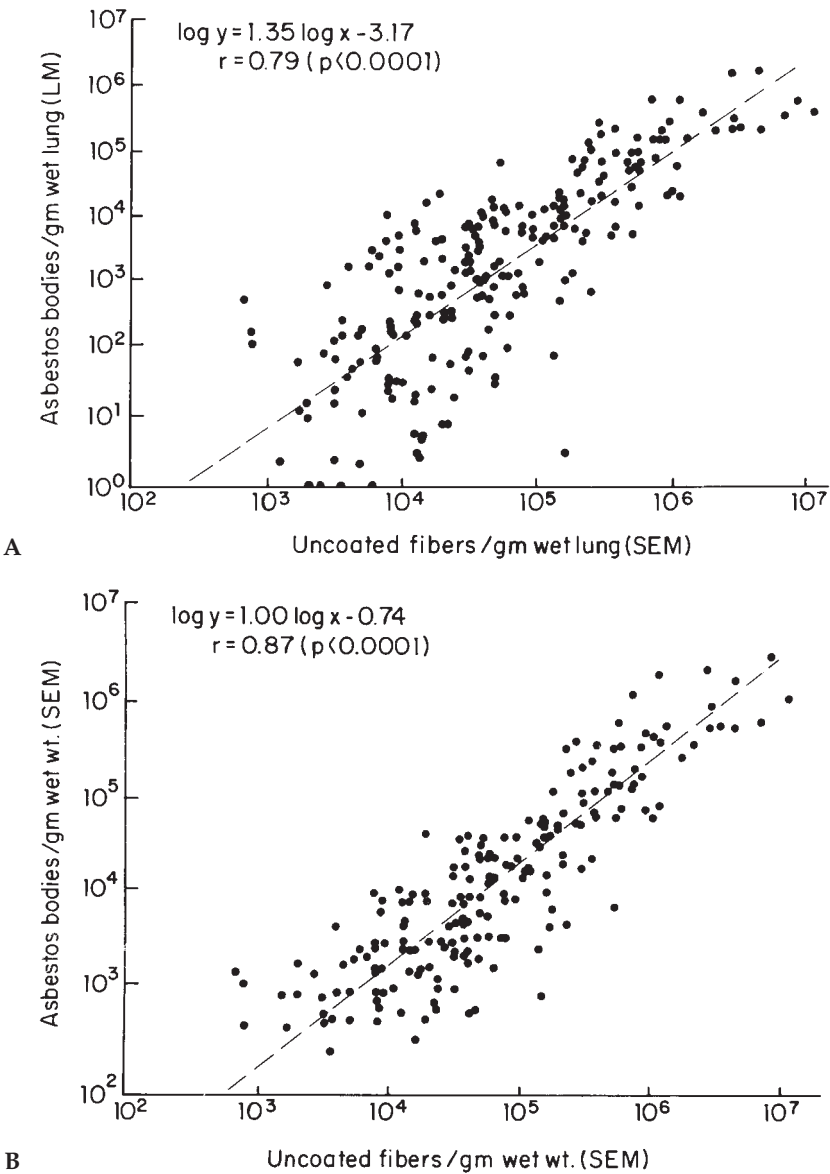 10⁷
log y = 1.35 log x - 3.17
r = 0.79 ( p<0.0001)
10⁶
10⁵
10⁴
10³
10²
10¹
10⁰
Asbestos bodies/gm wet lung (LM)
10² 10³ 10⁴ 10⁵ 10⁶ 10⁷
A
Uncoated fibers/gm wet lung (SEM)
10⁷
log y = 1.00 log x - 0.74
r = 0.87 ( p<0.0001)
10⁶
10⁵
10⁴
10³
10²
Asbestos bodies/gm wet wt. (SEM)
10² 10³ 10⁴ 10⁵ 10⁶ 10⁷
B
Uncoated fibers/gm wet wt. (SEM)